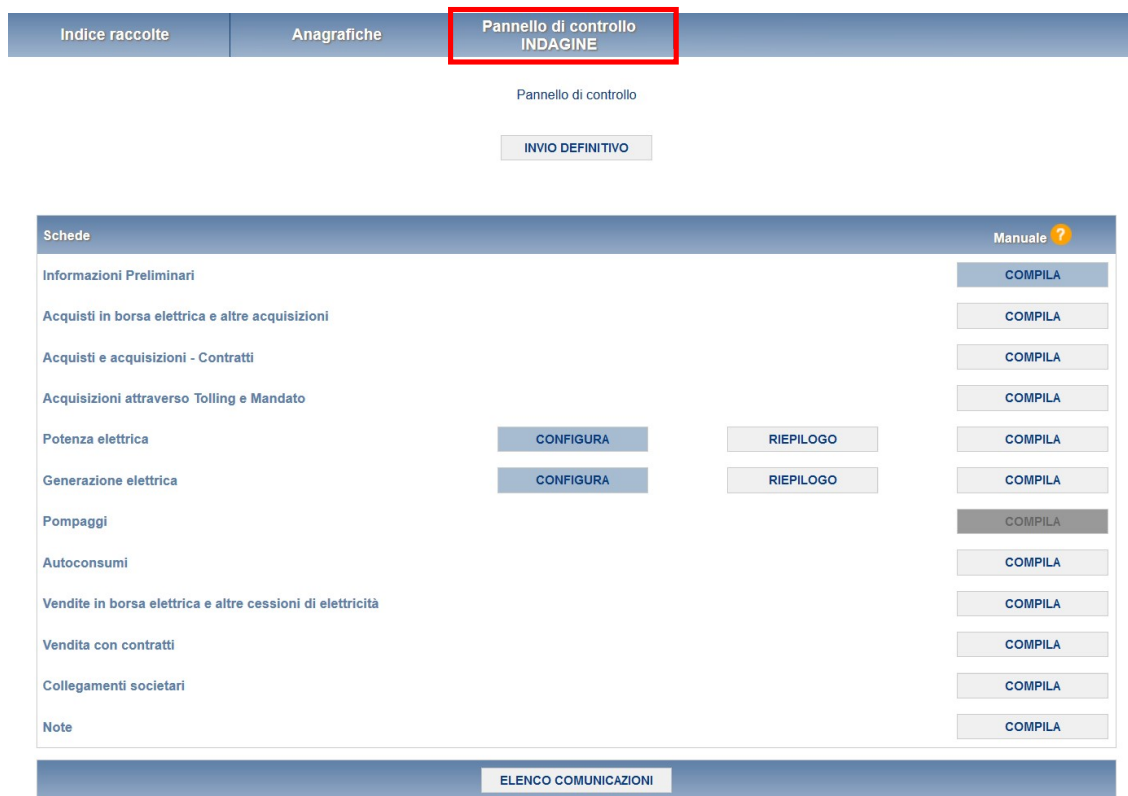 Indice raccolte
Anagrafiche
Pannello di controllo
INDAGINE
Pannello di controllo
INVIO DEFINITIVO
Schede Manuale ?
Informazioni Preliminari COMPILA
Acquisti in borsa elettrica e altre acquisizioni COMPILA
Acquisti e acquisizioni - Contratti COMPILA
Acquisizioni attraverso Tolling e Mandato COMPILA
Potenza elettrica CONFIGURA RIEPILOGO COMPILA
Generazione elettrica CONFIGURA RIEPILOGO COMPILA
Pompaggi COMPILA
Autoconsumi COMPILA
Vendite in borsa elettrica e altre cessioni di elettricità COMPILA
Vendita con contratti COMPILA
Collegamenti societari COMPILA
Note COMPILA
ELENCO COMUNICAZIONI